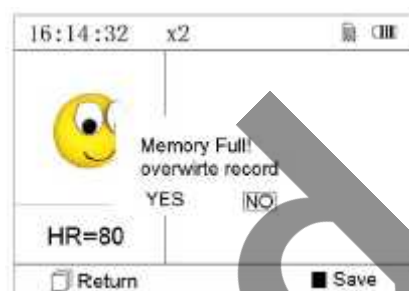 16:14:32 x2
Memory Full!
overwirte record
YES NO
HR=80
Return Save